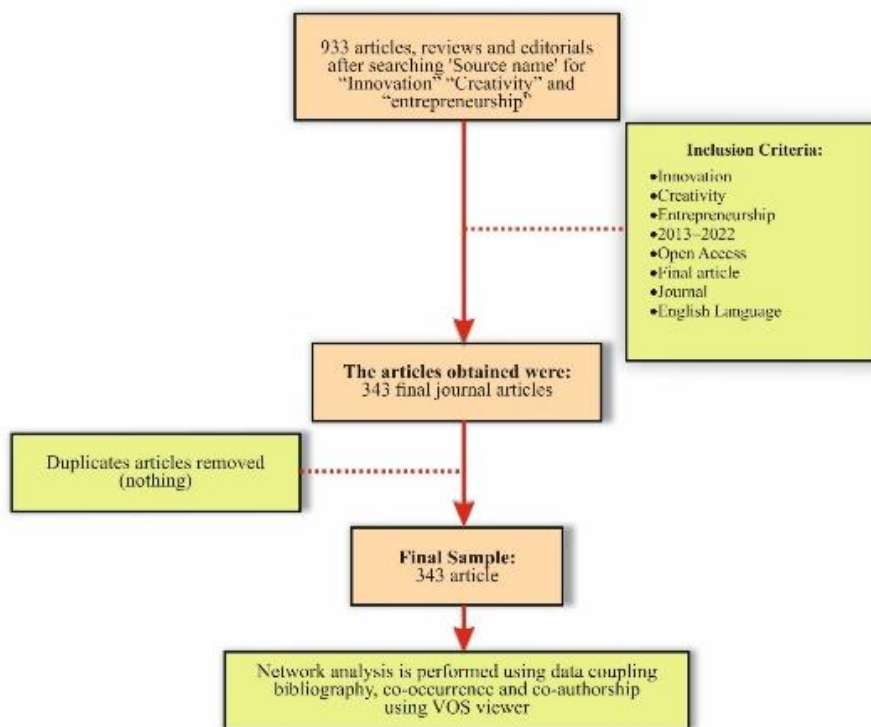 933 articles, reviews and editorials
after searching 'Source name' for
“Innovation” “Creativity” and
“entrepreneurship”
Inclusion Criteria:
•Innovation
•Creativity
•Entrepreneurship
•2013–2022
•Open Access
•Final article
•Journal
•English Language
The articles obtained were:
343 final journal articles
Duplicates articles removed
(nothing)
Final Sample:
343 article
Network analysis is performed using data coupling
bibliography, co-occurrence and co-authorship
using VOS viewer